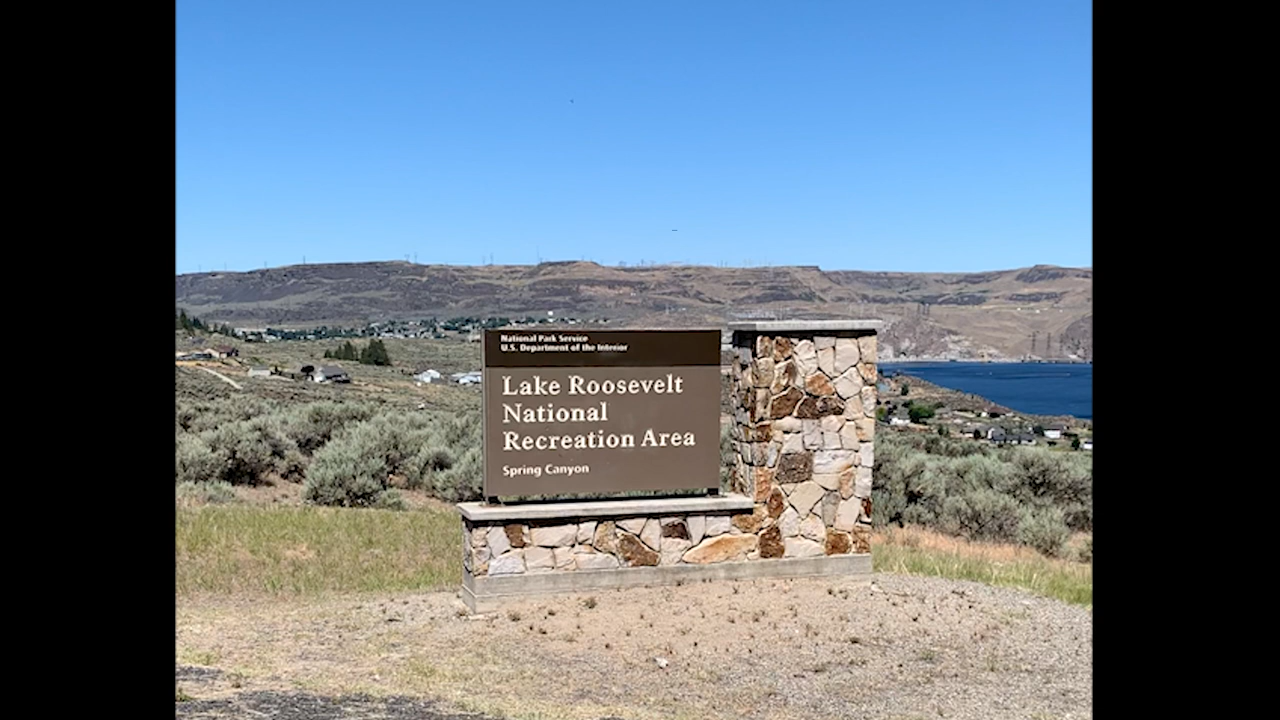 National Park Service
U.S. Department of the Interior
Lake Roosevelt
National
Recreation Area
Spring Canyon